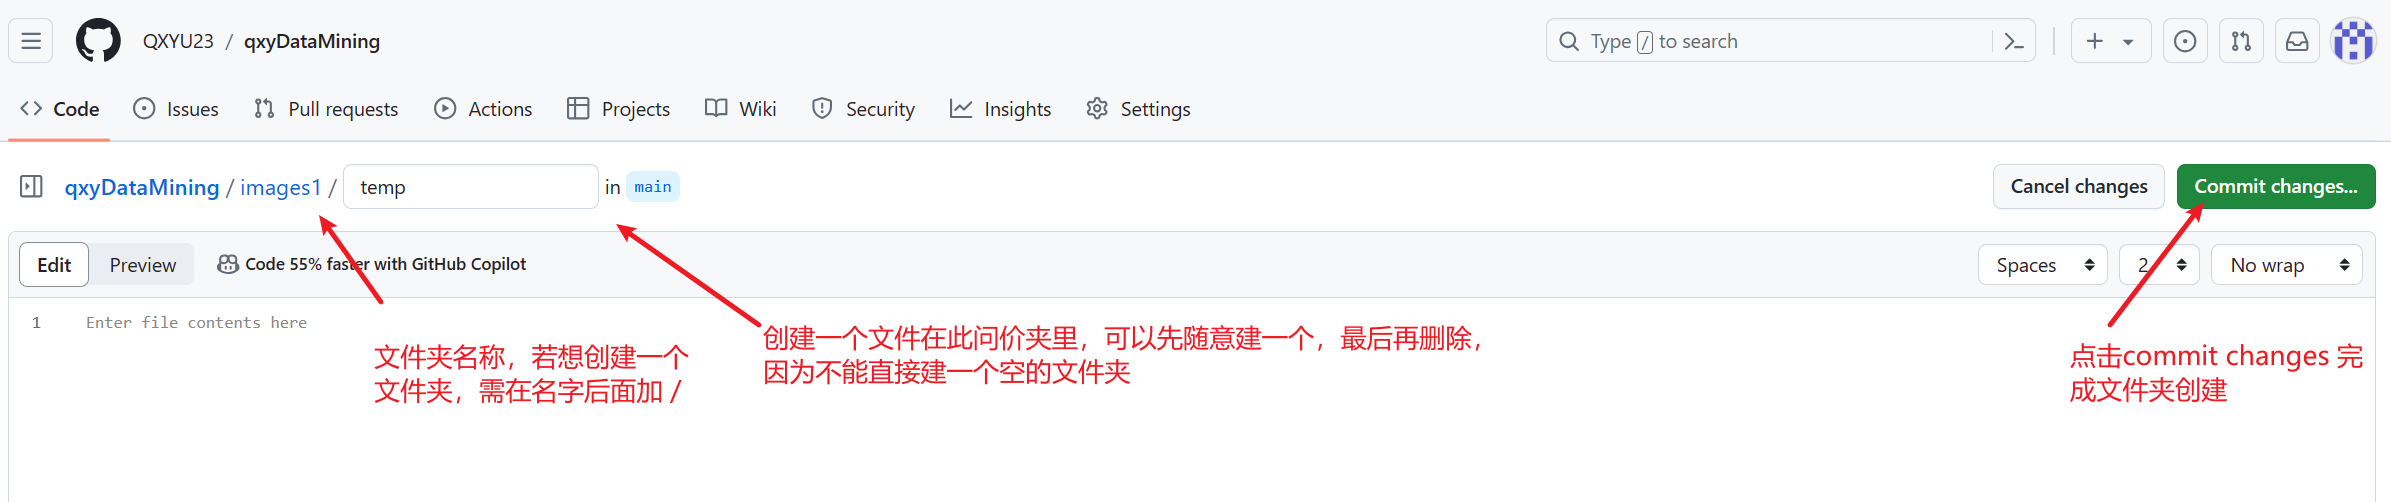 QXYU23 / qxyDataMining
Type / to search
Code Issues Pull requests Actions Projects Wiki Security Insights Settings
qxyDataMining / images1 / temp in main
Cancel changes Commit changes...
Edit Preview Code 55% faster with GitHub Copilot
Spaces 2 No wrap
1 Enter file contents here
文件夹名称，若想创建一个
文件夹，需在名字后面加 /
创建一个文件在此问价夹里，可以先随意建一个，最后再删除，
因为不能直接建一个空的文件夹
点击commit changes 完
成文件夹创建